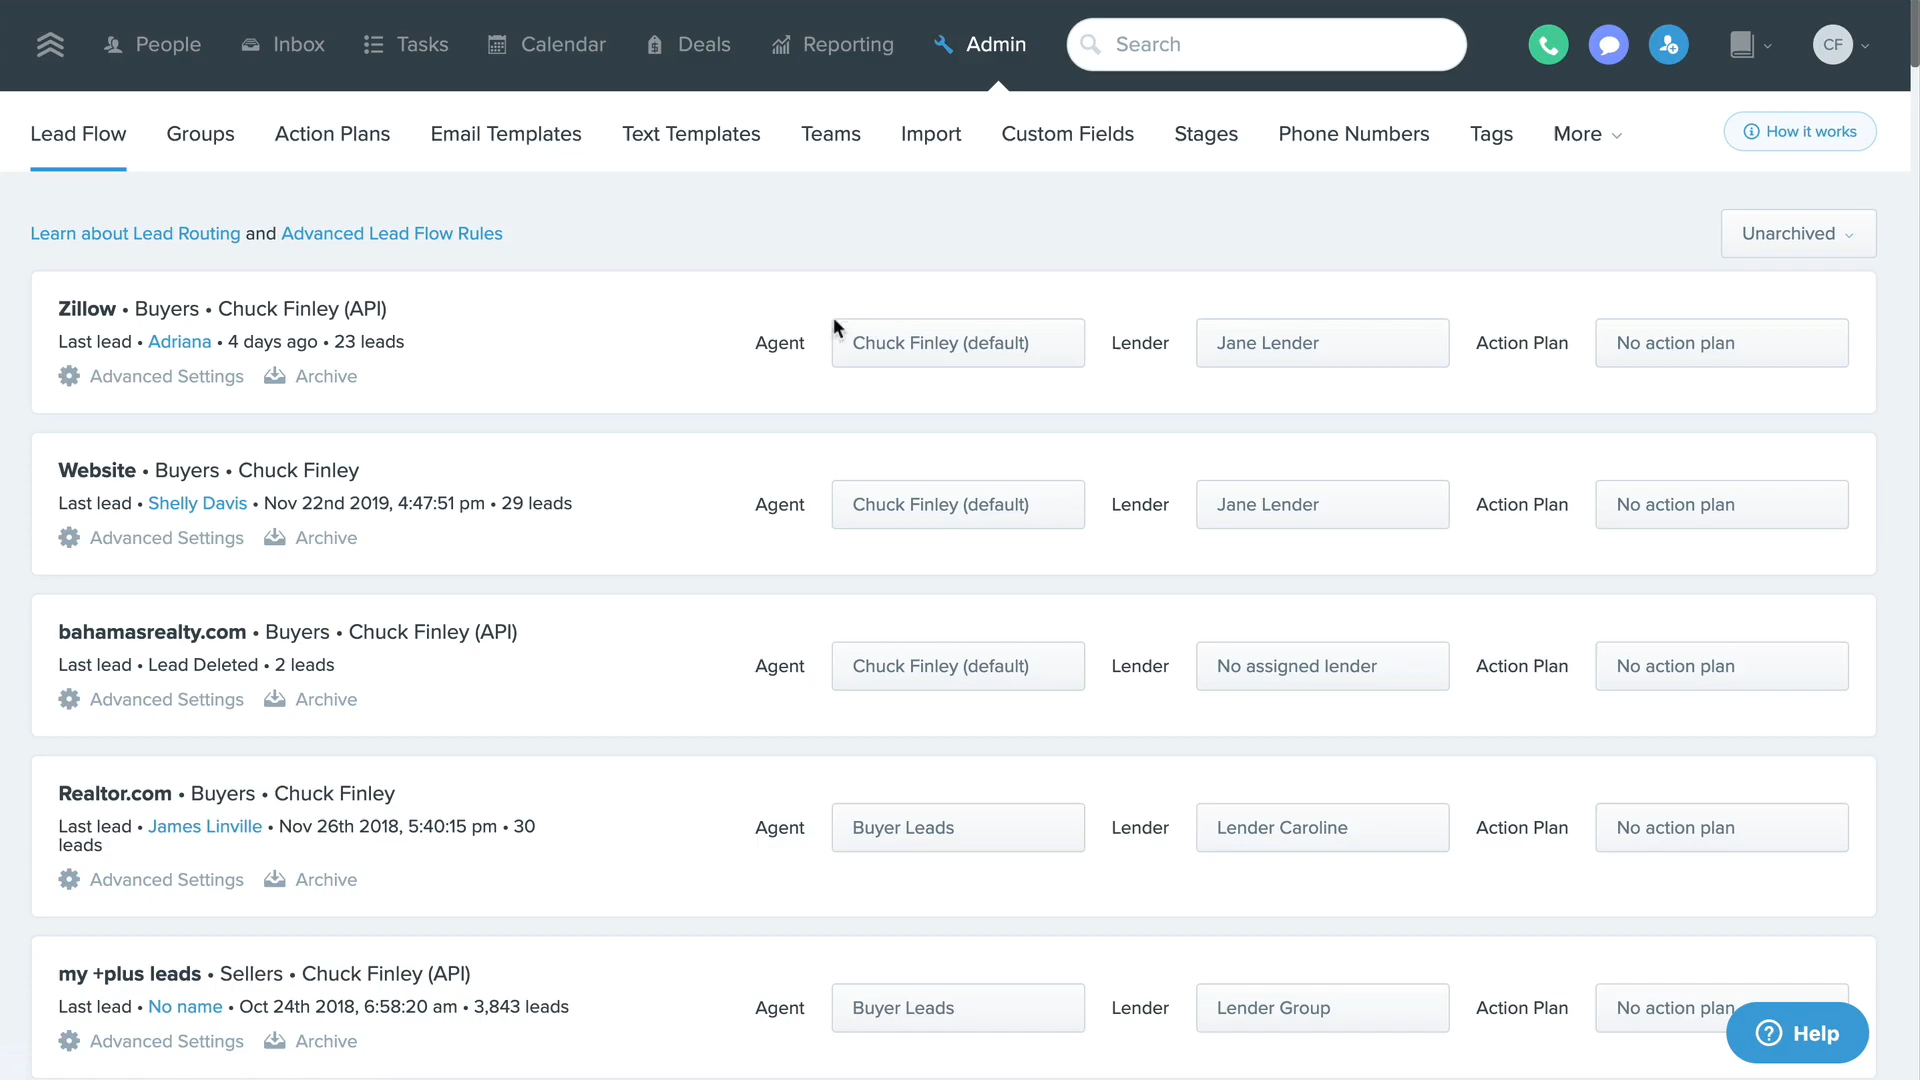 People Inbox Tasks Calendar Deals Reporting Admin Search CF
Lead Flow Groups Action Plans Email Templates Text Templates Teams Import Custom Fields Stages Phone Numbers Tags More How it works
Learn about Lead Routing and Advanced Lead Flow Rules Unarchived
Zillow • Buyers • Chuck Finley (API)
Last lead • Adriana • 4 days ago • 23 leads
Agent Chuck Finley (default) Lender Jane Lender Action Plan No action plan
Advanced Settings Archive
Website • Buyers • Chuck Finley
Last lead • Shelly Davis • Nov 22nd 2019, 4:47:51 pm • 29 leads
Agent Chuck Finley (default) Lender Jane Lender Action Plan No action plan
Advanced Settings Archive
bahamasrealty.com • Buyers • Chuck Finley (API)
Last lead • Lead Deleted • 2 leads
Agent Chuck Finley (default) Lender No assigned lender Action Plan No action plan
Advanced Settings Archive
Realtor.com • Buyers • Chuck Finley
Last lead • James Linville • Nov 26th 2018, 5:40:15 pm • 30
leads
Agent Buyer Leads Lender Lender Caroline Action Plan No action plan
Advanced Settings Archive
my +plus leads • Sellers • Chuck Finley (API)
Last lead • No name • Oct 24th 2018, 6:58:20 am • 3,843 leads
Agent Buyer Leads Lender Lender Group Action Plan No action plan
Advanced Settings Archive
Help